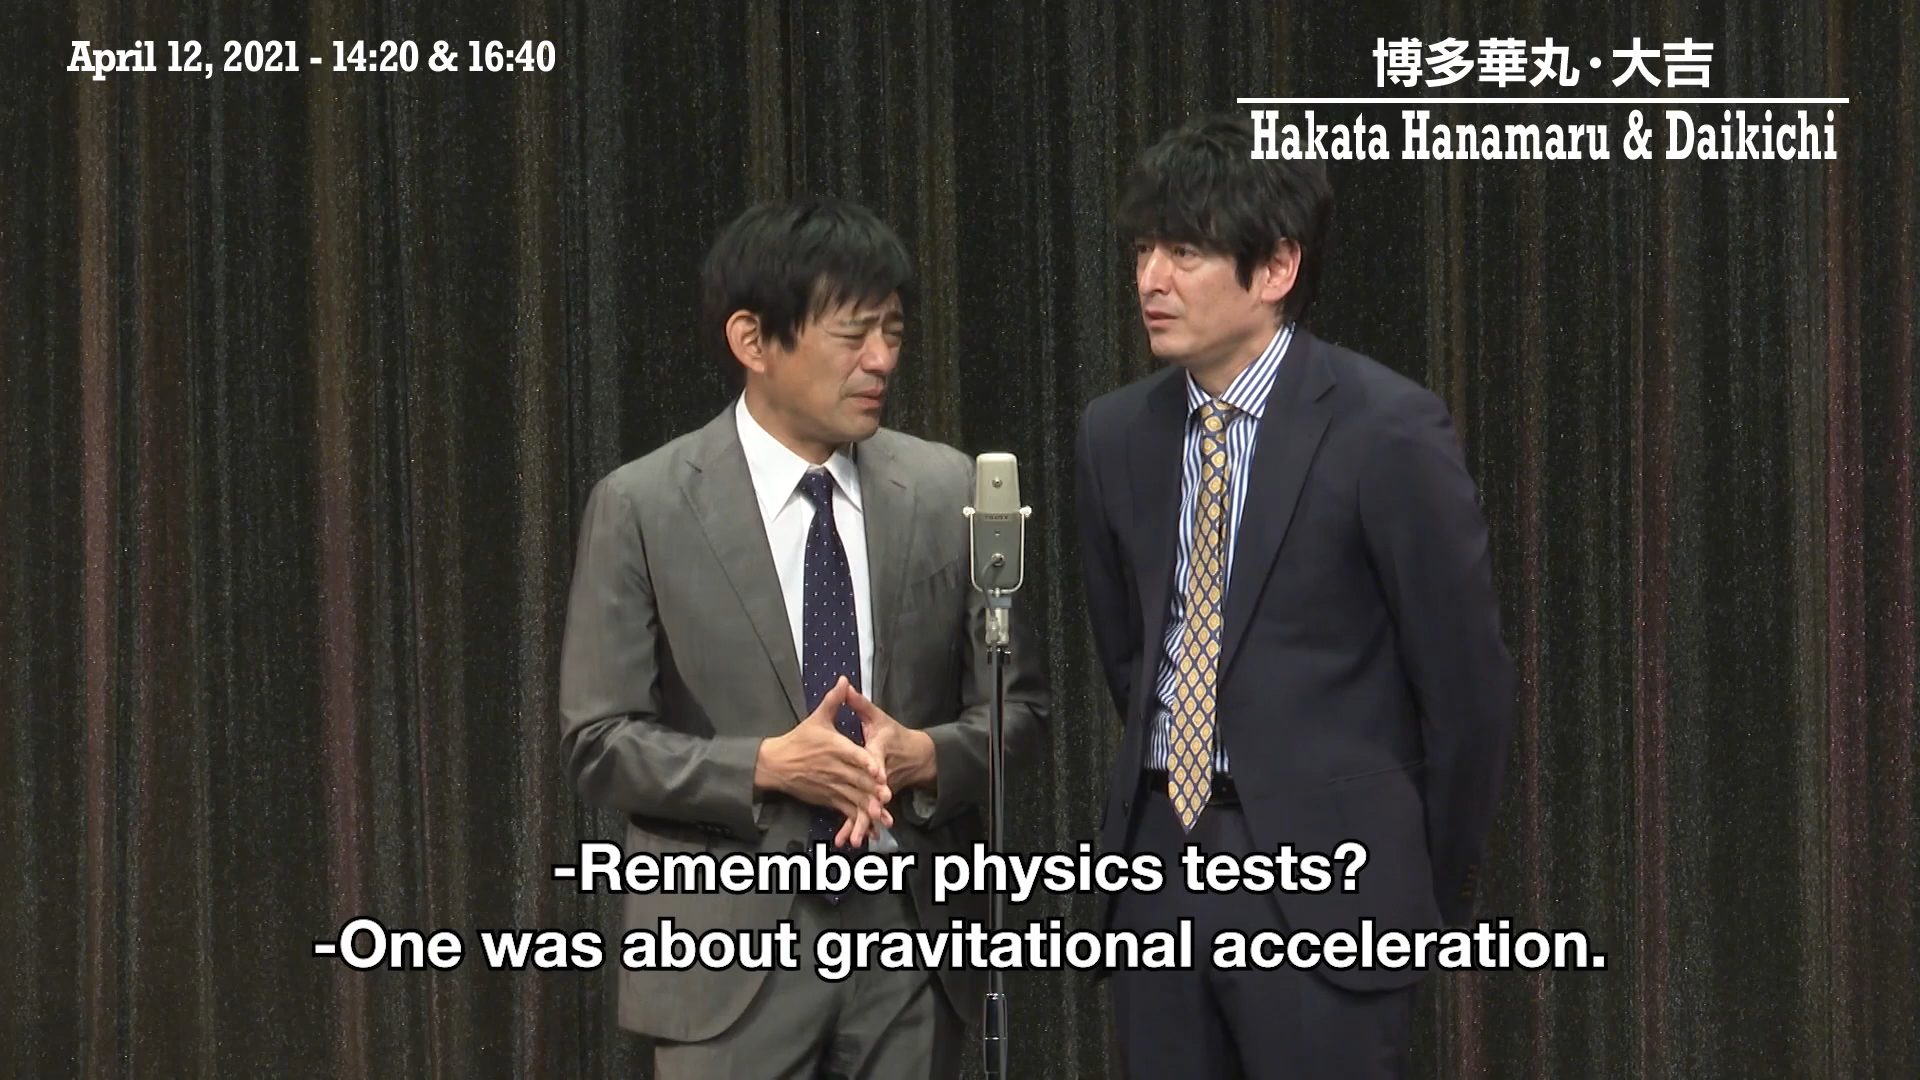 April 12, 2021 - 14:20 & 16:40
博多華丸・大吉
Hakata Hanamaru & Daikichi
-Remember physics tests?
-One was about gravitational acceleration.